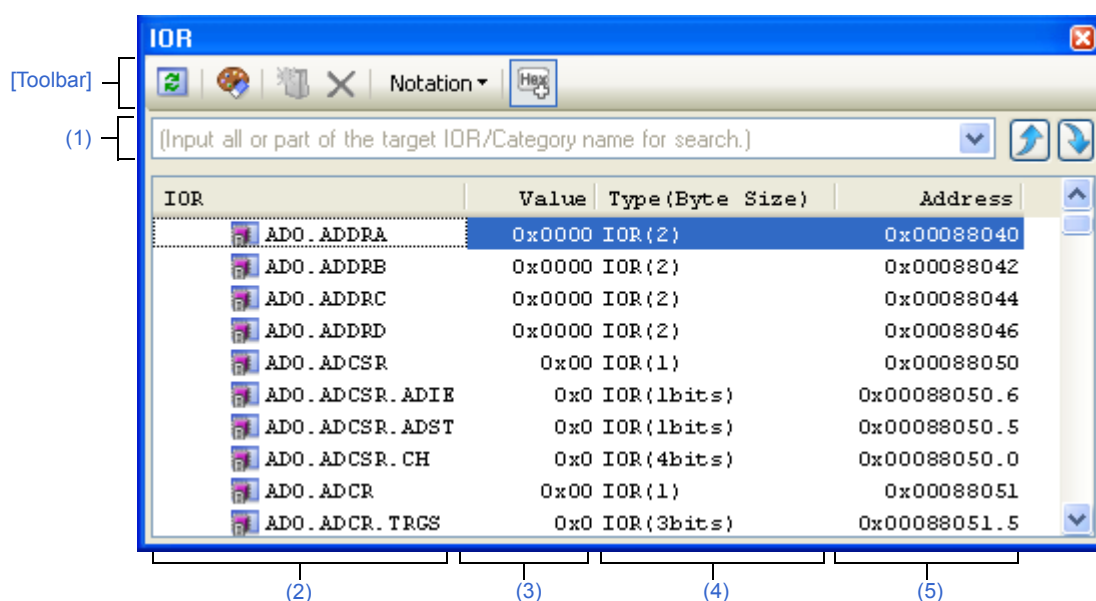 IOR
[Toolbar]
Notation
Hex
(1)
(Input all or part of the target IOR/Category name for search.)
IOR Value Type(Byte Size) Address
AD0.ADDRA 0x0000 IOR(2) 0x00088040
AD0.ADDRB 0x0000 IOR(2) 0x00088042
AD0.ADDRC 0x0000 IOR(2) 0x00088044
AD0.ADDRD 0x0000 IOR(2) 0x00088046
AD0.ADCSR 0x00 IOR(1) 0x00088050
AD0.ADCSR.ADIE 0x0 IOR(1bits) 0x00088050.6
AD0.ADCSR.ADST 0x0 IOR(1bits) 0x00088050.5
AD0.ADCSR.CH 0x0 IOR(4bits) 0x00088050.0
AD0.ADCR 0x00 IOR(1) 0x00088051
AD0.ADCR.TRGS 0x0 IOR(3bits) 0x00088051.5
(2) (3) (4) (5)